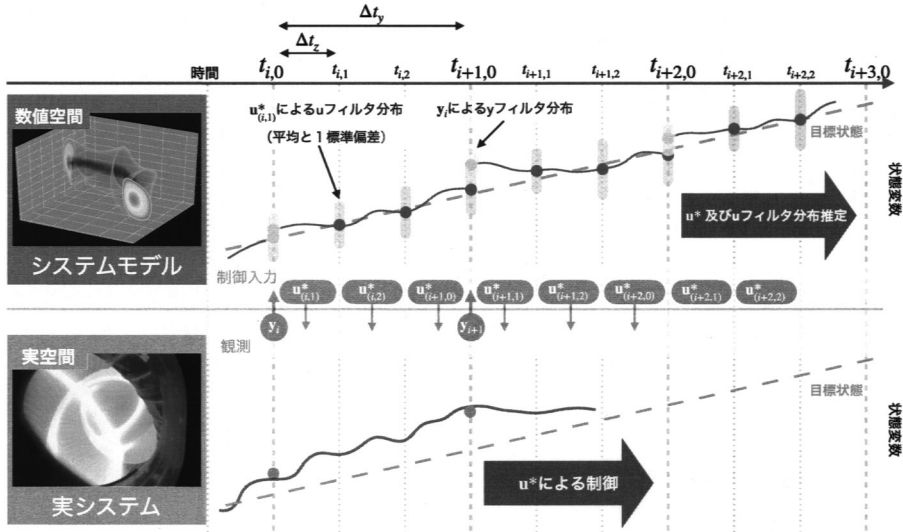 Δt_y
Δt_z
時間 t_{i,0} t_{i,1} t_{i,2} t_{i+1,0} t_{i+1,1} t_{i+1,2} t_{i+2,0} t_{i+2,1} t_{i+2,2} t_{i+3,0}
数値空間
u*_{(i,1)}によるuフィルタ分布
(平均と1標準偏差)
y_iによるyフィルタ分布
目標状態
状態変数
u* 及びuフィルタ分布推定
システムモデル
制御入力
u*_{(i,1)} u*_{(i,2)} u*_{(i+1,0)} u*_{(i+1,1)} u*_{(i+1,2)} u*_{(i+2,0)} u*_{(i+2,1)} u*_{(i+2,2)}
y_i y_{i+1}
観測
実空間
目標状態
状態変数
u*による制御
実システム